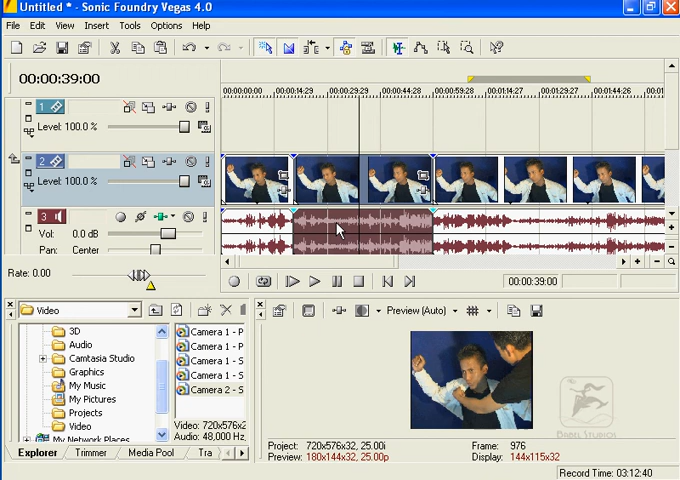 Untitled * - Sonic Foundry Vegas 4.0
File Edit View Insert Tools Options Help
00:00:39:00
00:00:00:00 00:00:14:29 00:00:29:29 00:00:44:28 00:00:59:28 00:01:14:27 00:01:29:27 00:01:44:26 00:01
1
Level: 100.0 %
2
Level: 100.0 %
3
Vol: 0.0 dB
Pan: Center
Rate: 0.00
00:00:39:00
Video
Preview (Auto)
3D
Audio
Camtasia Studio
Graphics
My Music
My Pictures
Projects
Video
My Network Places
Camera 1 - P
Camera 1 - P
Camera 1 - S
Camera 1 - S
Camera 2 - S
Video: 720x576x2
Audio: 48,000 Hz,
Explorer Trimmer Media Pool Tra
BABEL STUDIOS
Project: 720x576x32, 25.00i
Preview: 180x144x32, 25.00p
Frame: 976
Display: 144x115x32
Record Time: 03:12:40